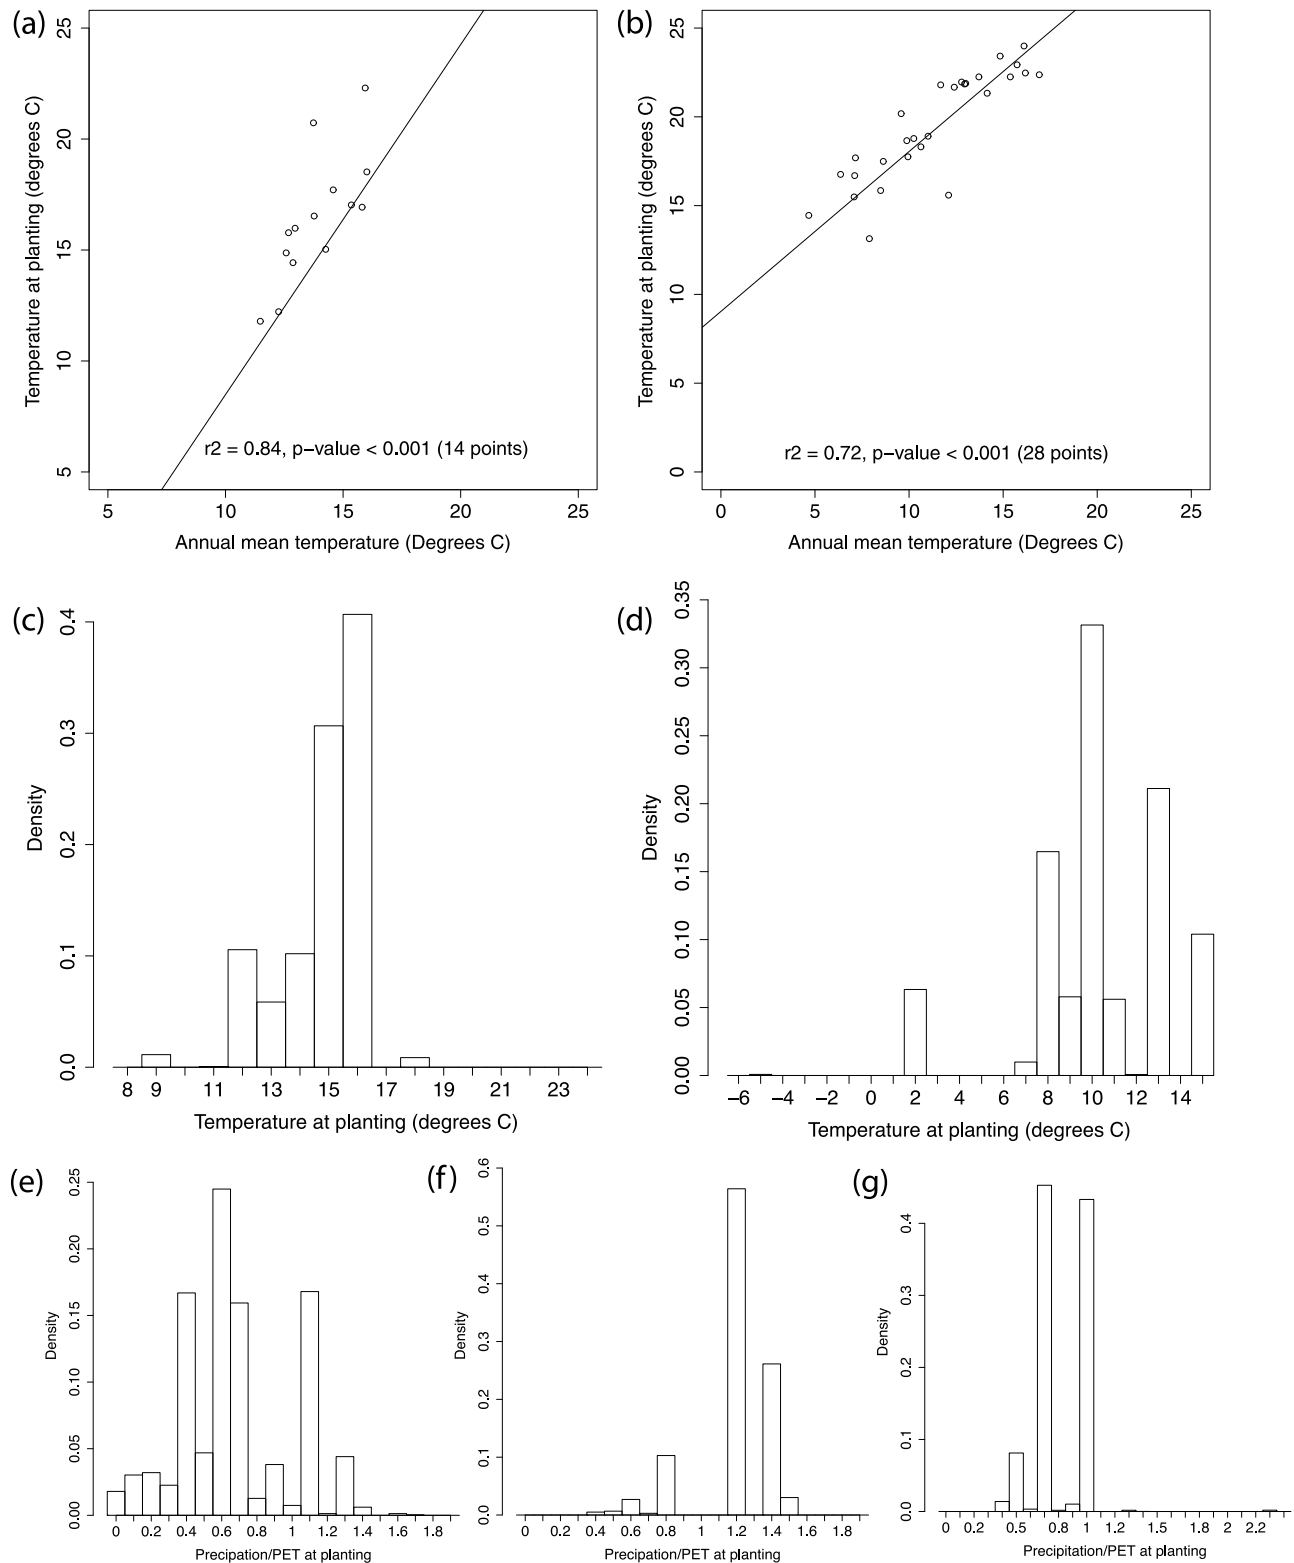 (a)
25
20
15
10
5
Temperature at planting (degrees C)
r2 = 0.84, p−value < 0.001 (14 points)
5 10 15 20 25
Annual mean temperature (Degrees C)
(b)
25
20
15
10
5
0
Temperature at planting (degrees C)
r2 = 0.72, p−value < 0.001 (28 points)
0 5 10 15 20 25
Annual mean temperature (Degrees C)
(c)
0.4
0.3
0.2
0.1
0.0
Density
8 9 11 13 15 17 19 21 23
Temperature at planting (degrees C)
(d)
0.35
0.30
0.25
0.20
0.15
0.10
0.05
0.00
Density
−6 −4 −2 0 2 4 6 8 10 12 14
Temperature at planting (degrees C)
(e)
0.25
0.20
0.15
0.10
0.05
0.00
Density
0 0.2 0.4 0.6 0.8 1 1.2 1.4 1.6 1.8
Precipation/PET at planting
(f)
0.6
0.5
0.4
0.3
0.2
0.1
0.0
Density
0 0.2 0.4 0.6 0.8 1 1.2 1.4 1.6 1.8
Precipation/PET at planting
(g)
0.4
0.3
0.2
0.1
0.0
Density
0 0.2 0.5 0.8 1 1.2 1.5 1.8 2 2.2
Precipitation/PET at planting